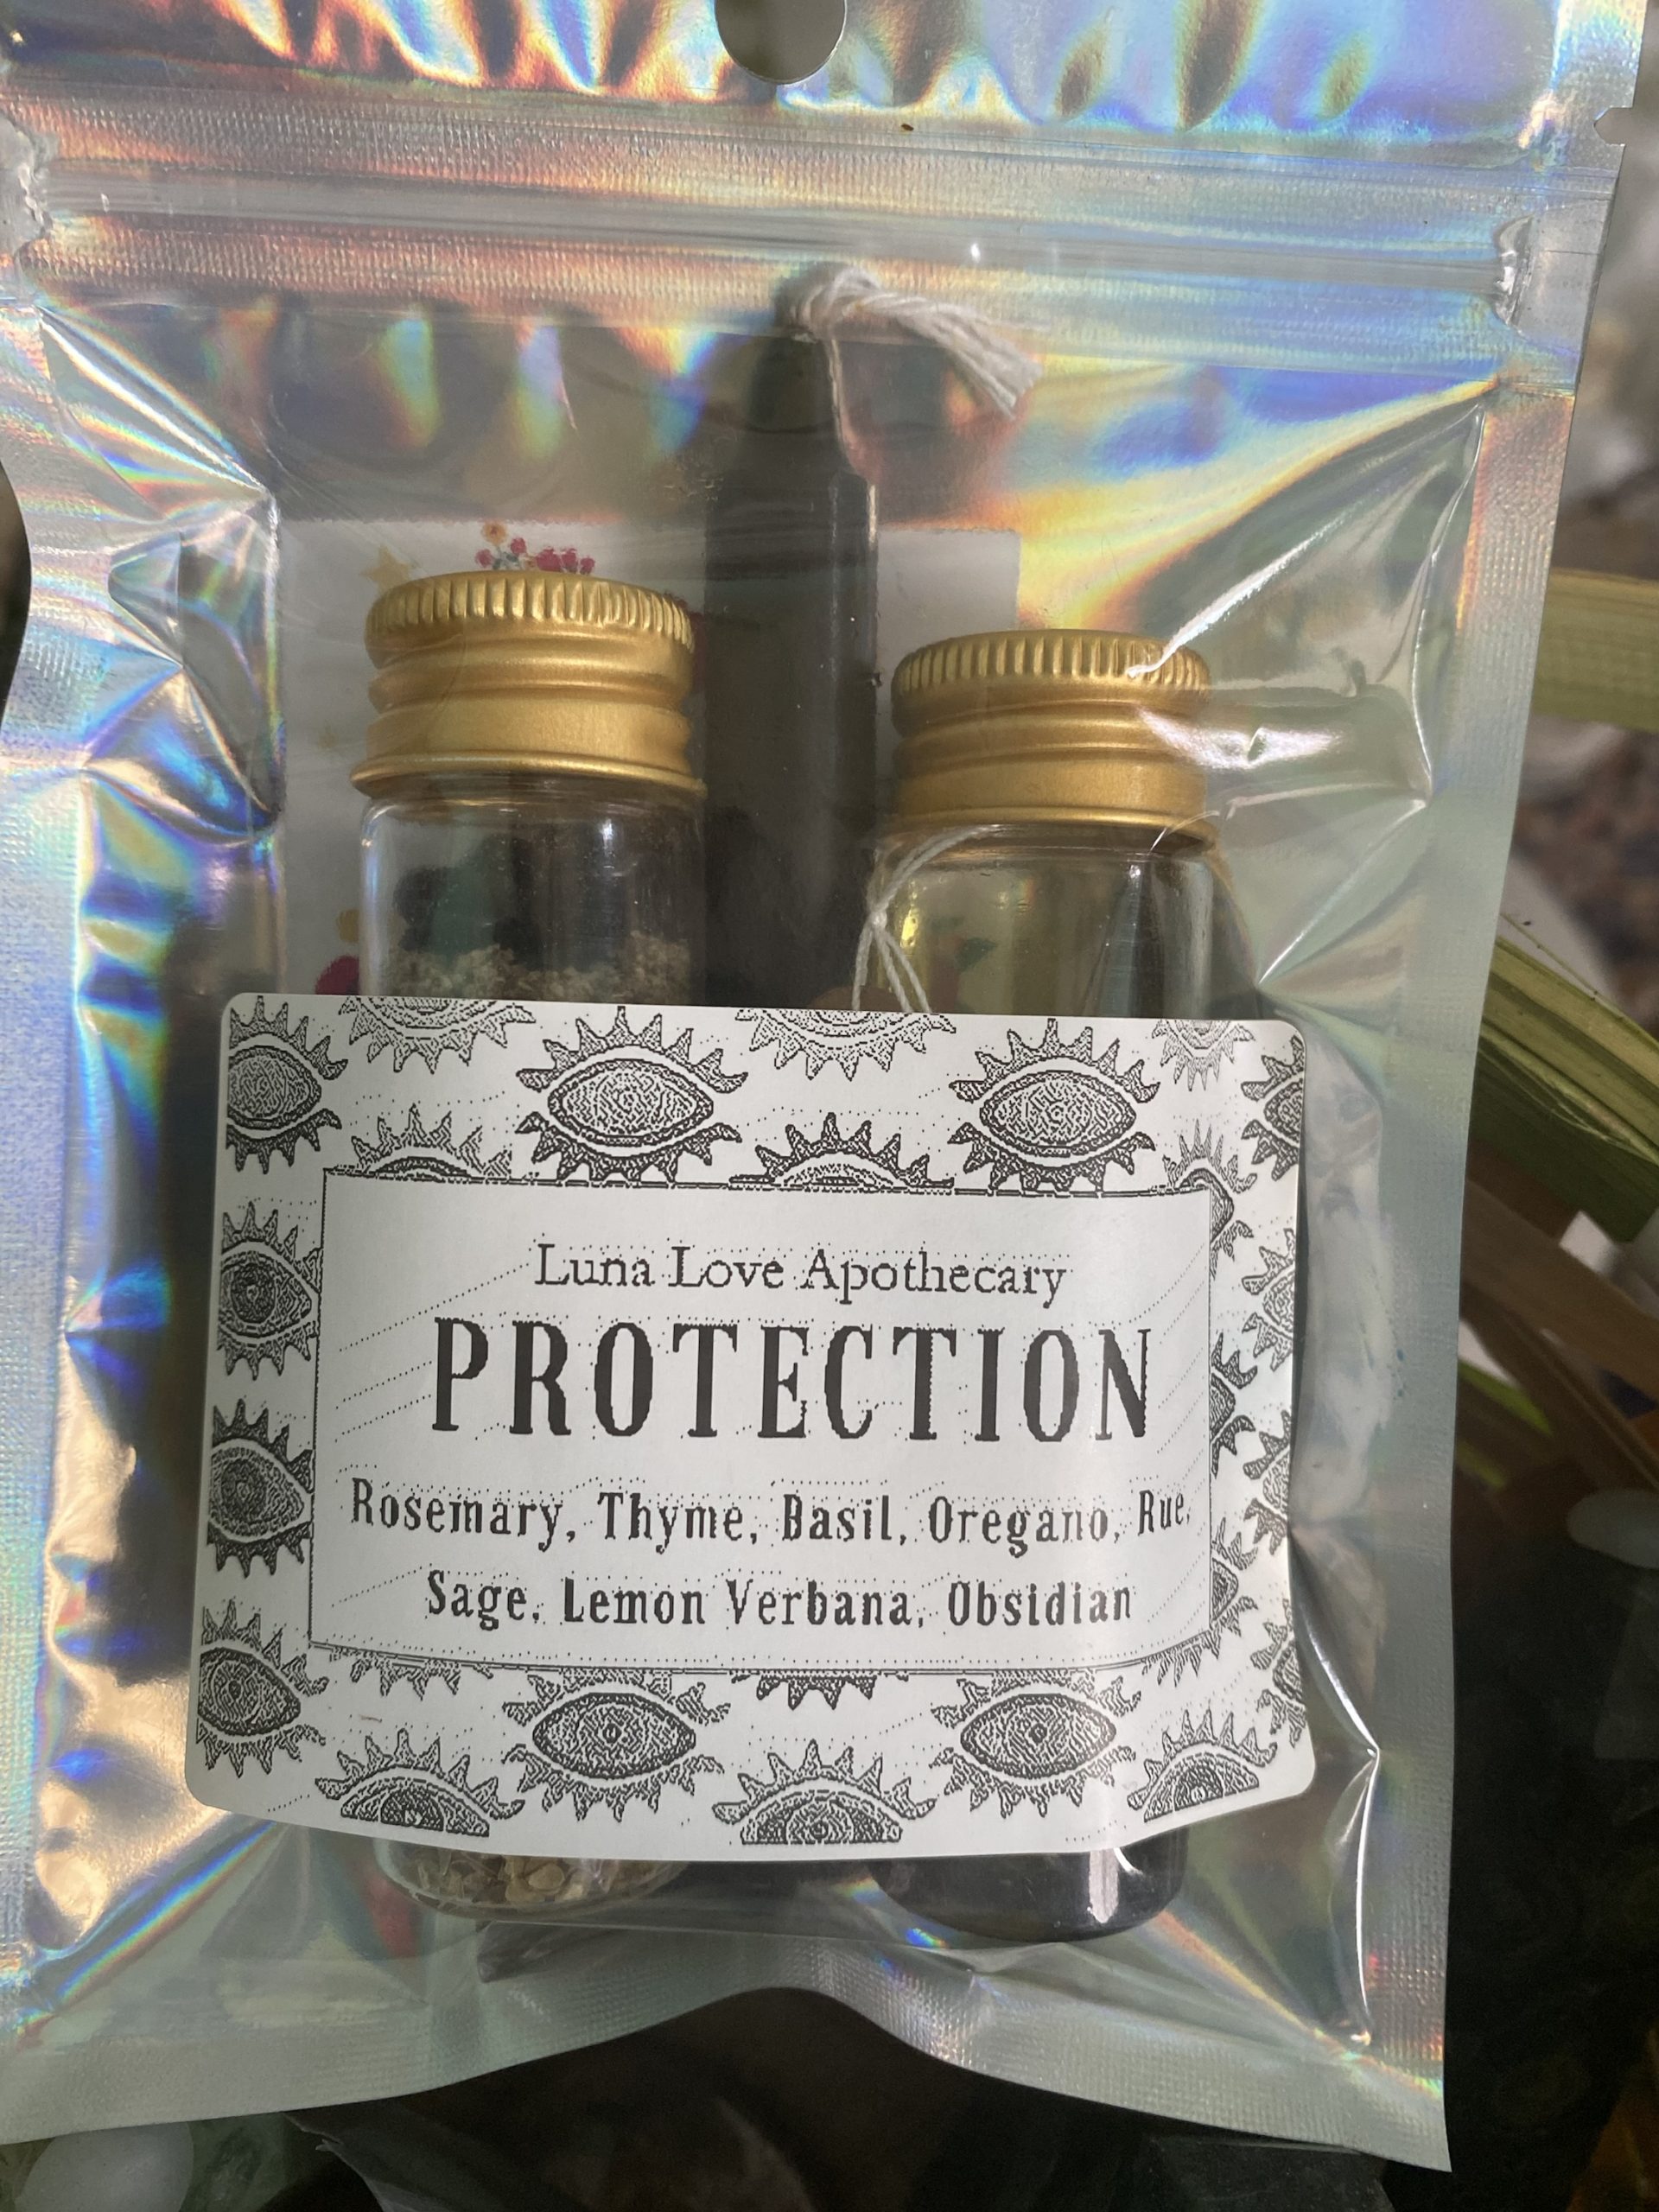 Luna Love Apothecary
PROTECTION
Rosemary, Thyme, Basil, Oregano, Rue,
Sage, Lemon Verbana, Obsidian